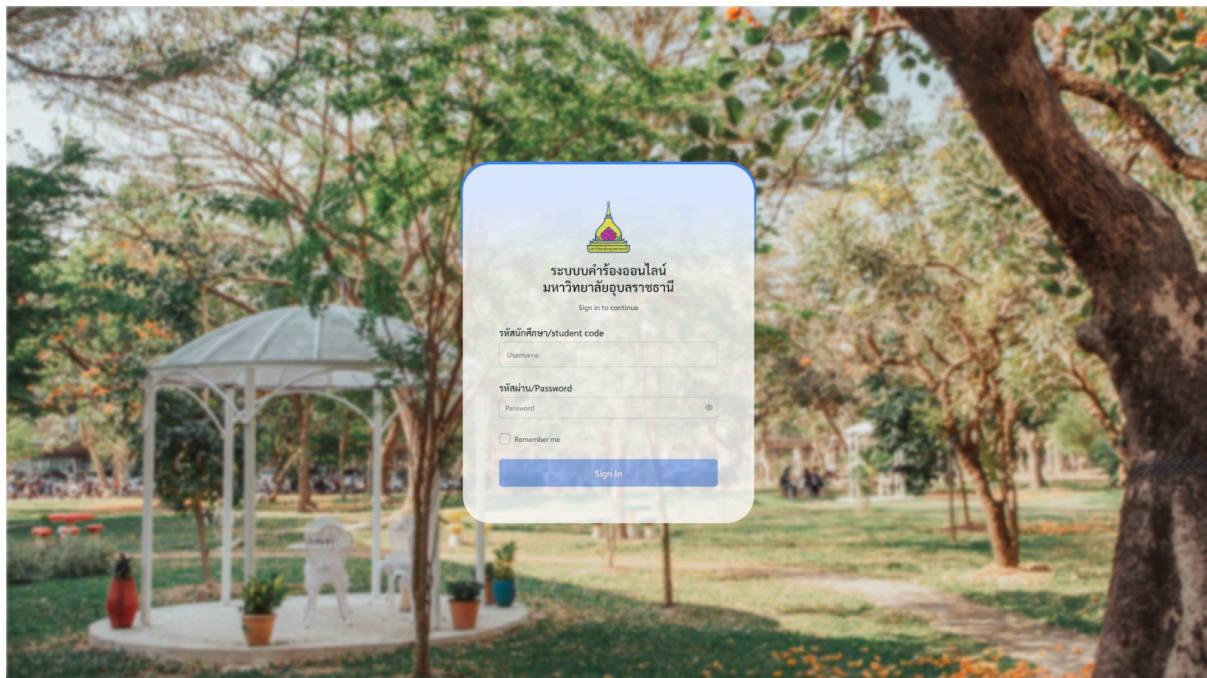 ระบบคำร้องออนไลน์
มหาวิทยาลัยอุบลราชธานี
Sign in to continue
รหัสนักศึกษา/student code
Username
รหัสผ่าน/Password
Password
Remember me
Sign In